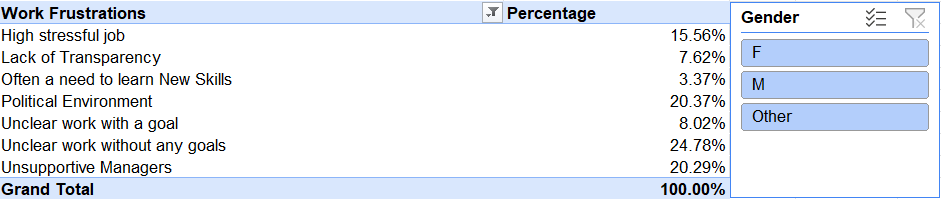 Work Frustrations Percentage
High stressful job 15.56%
Lack of Transparency 7.62%
Often a need to learn New Skills 3.37%
Political Environment 20.37%
Unclear work with a goal 8.02%
Unclear work without any goals 24.78%
Unsupportive Managers 20.29%
Grand Total 100.00%
Gender
F
M
Other